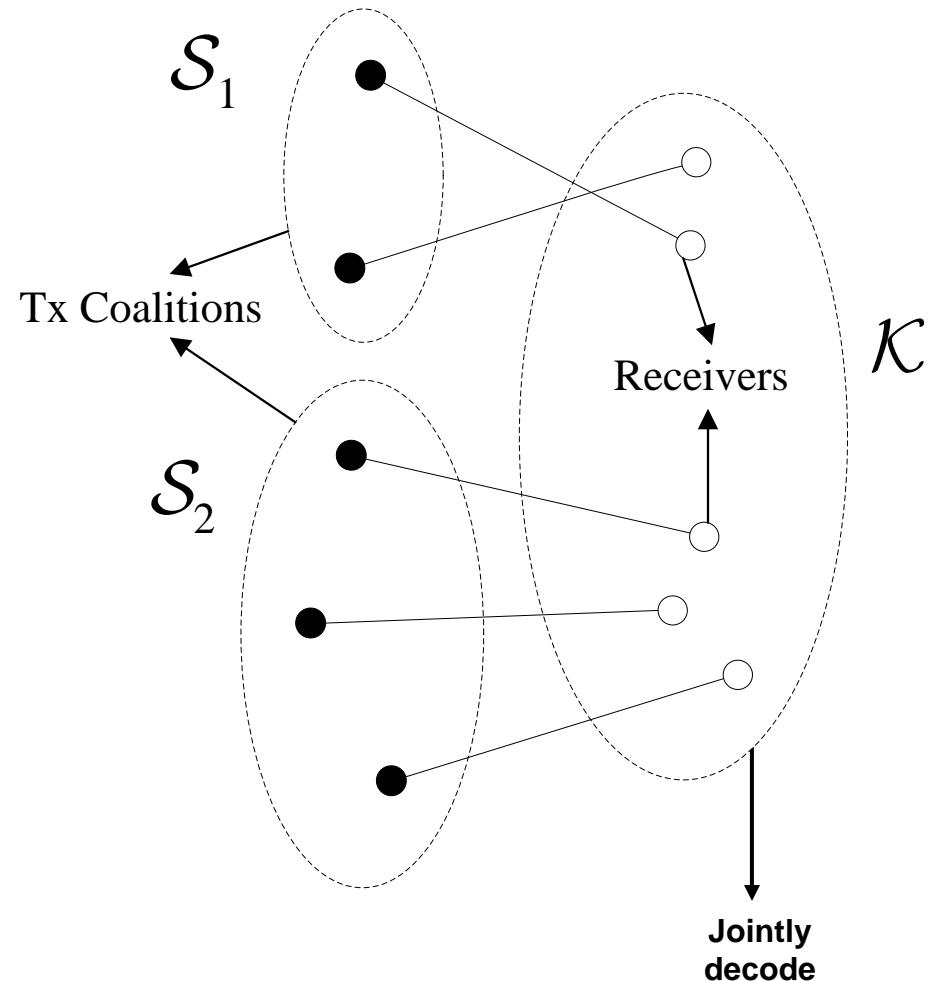 S₁
Tx Coalitions
S₂
Receivers
K
Jointly
decode